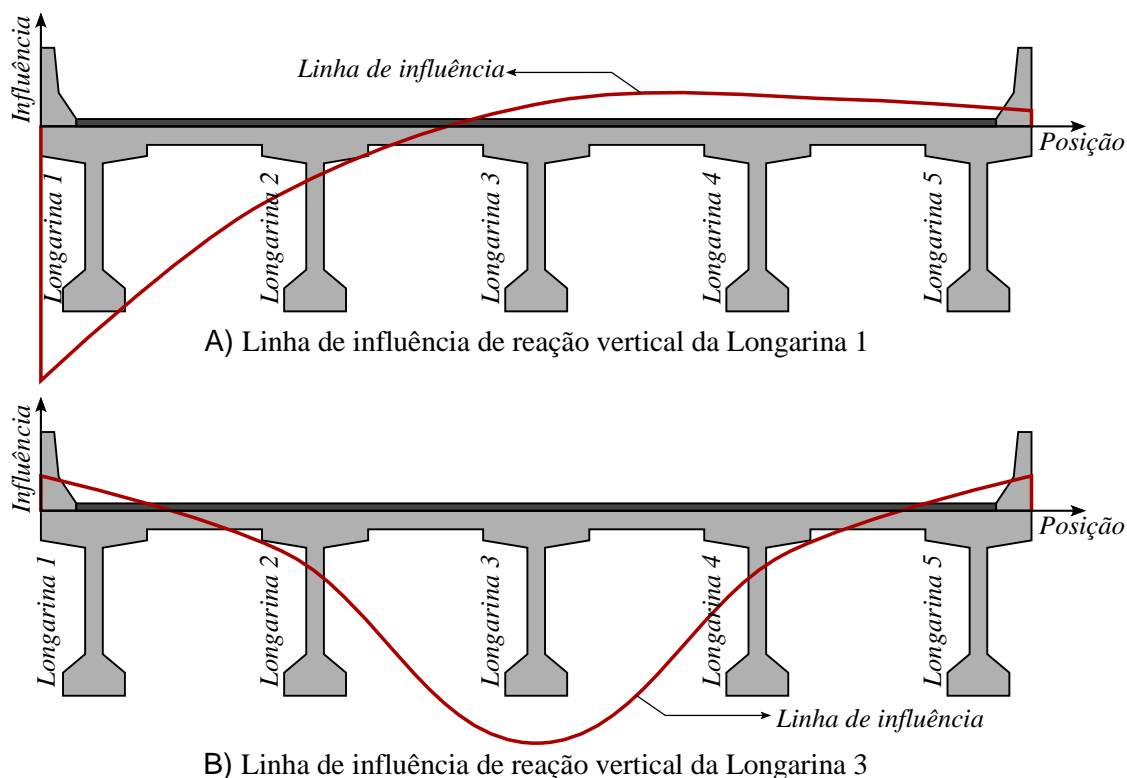 Influência
Linha de influência
Posição
Longarina 1
Longarina 2
Longarina 3
Longarina 4
Longarina 5
A) Linha de influência de reação vertical da Longarina 1
Influência
Posição
Longarina 1
Longarina 2
Longarina 3
Longarina 4
Longarina 5
Linha de influência
B) Linha de influência de reação vertical da Longarina 3